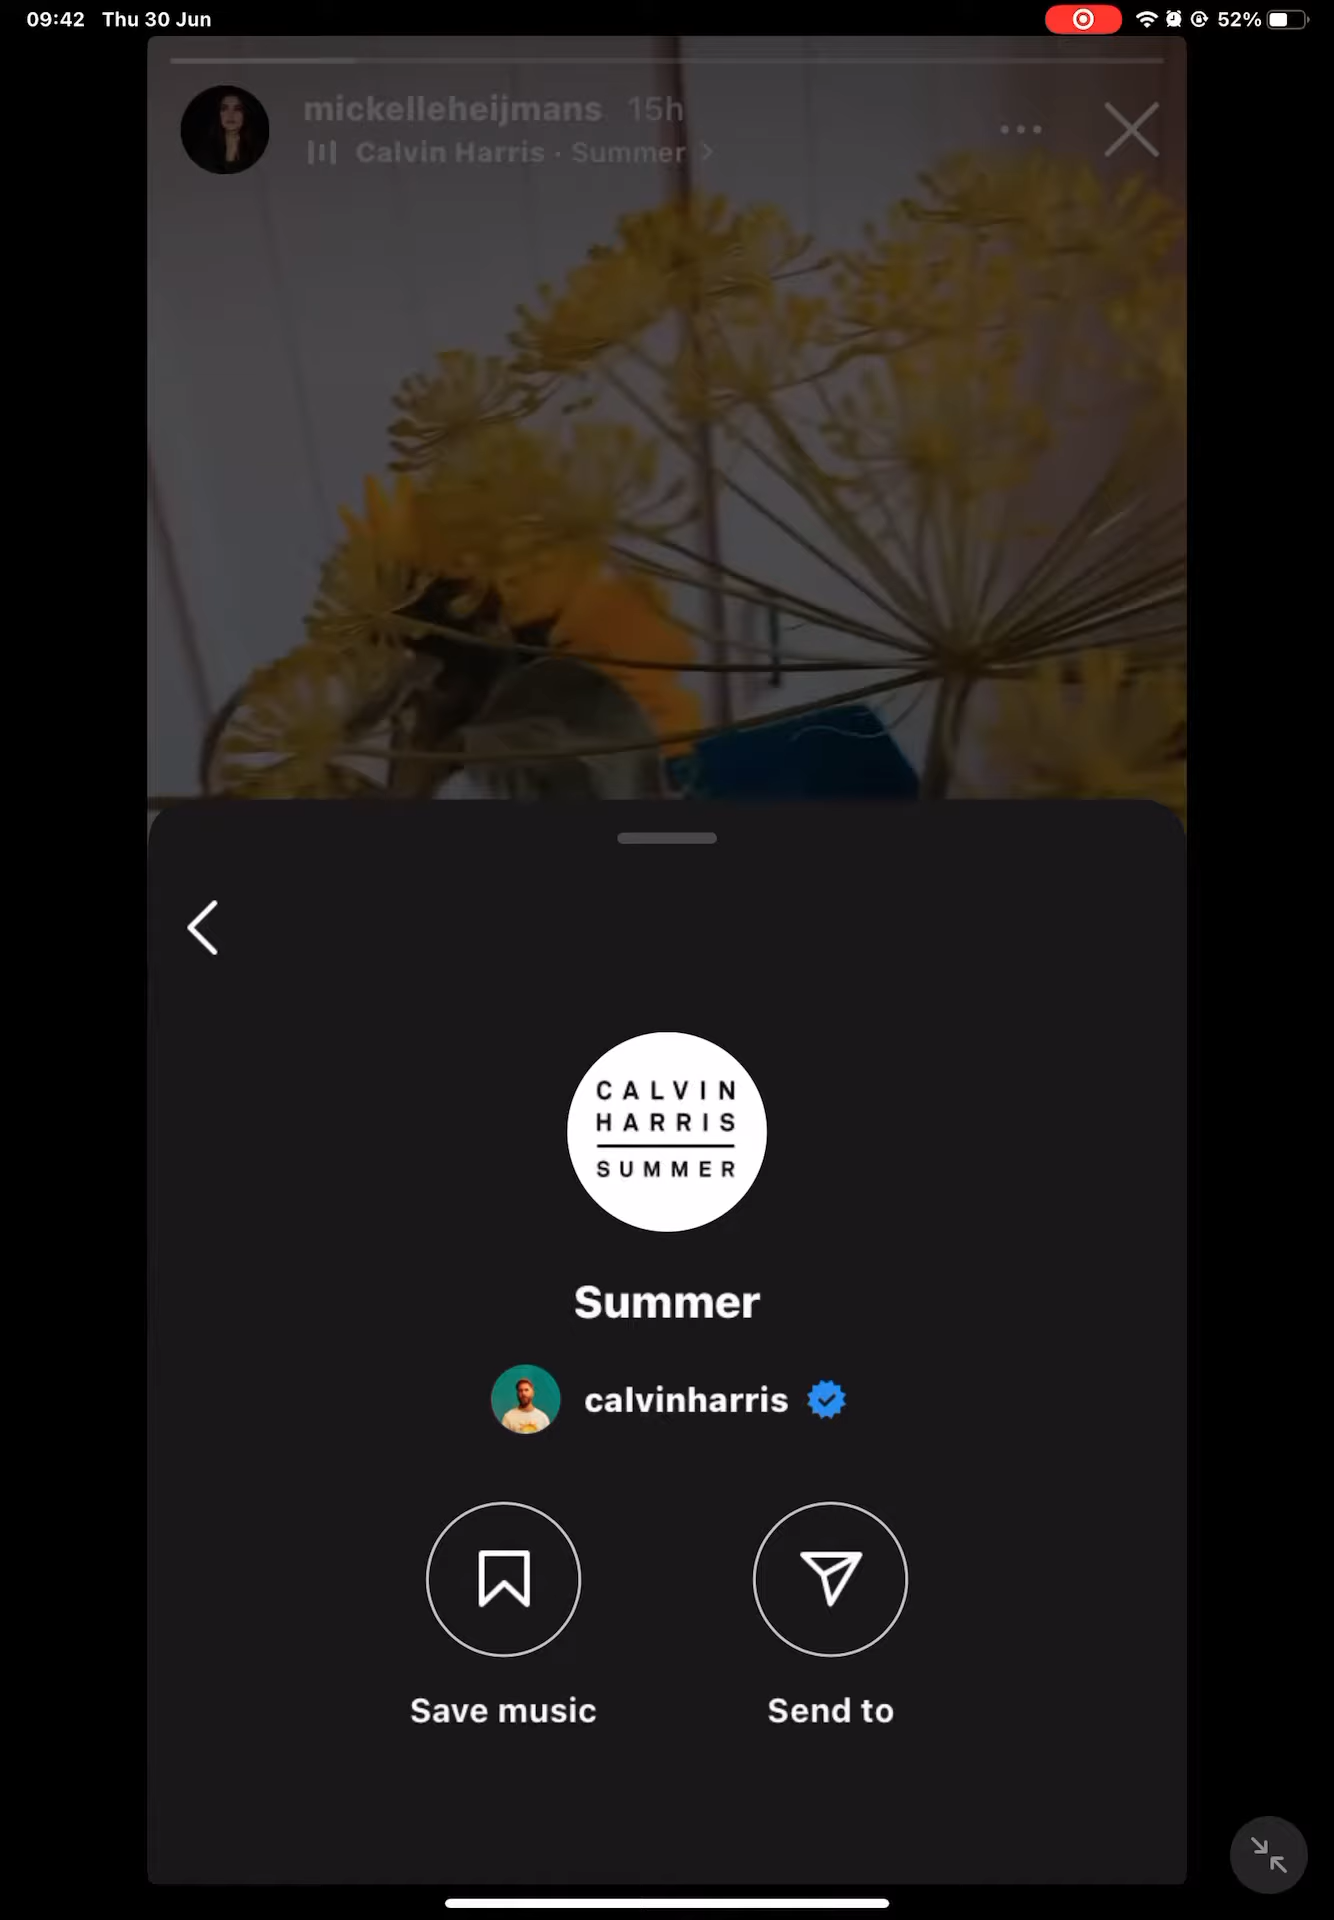 09:42 Thu 30 Jun
52%
mickelleheijmans 15h
Calvin Harris · Summer
CALVIN
HARRIS
SUMMER
Summer
calvinharris
Save music
Send to